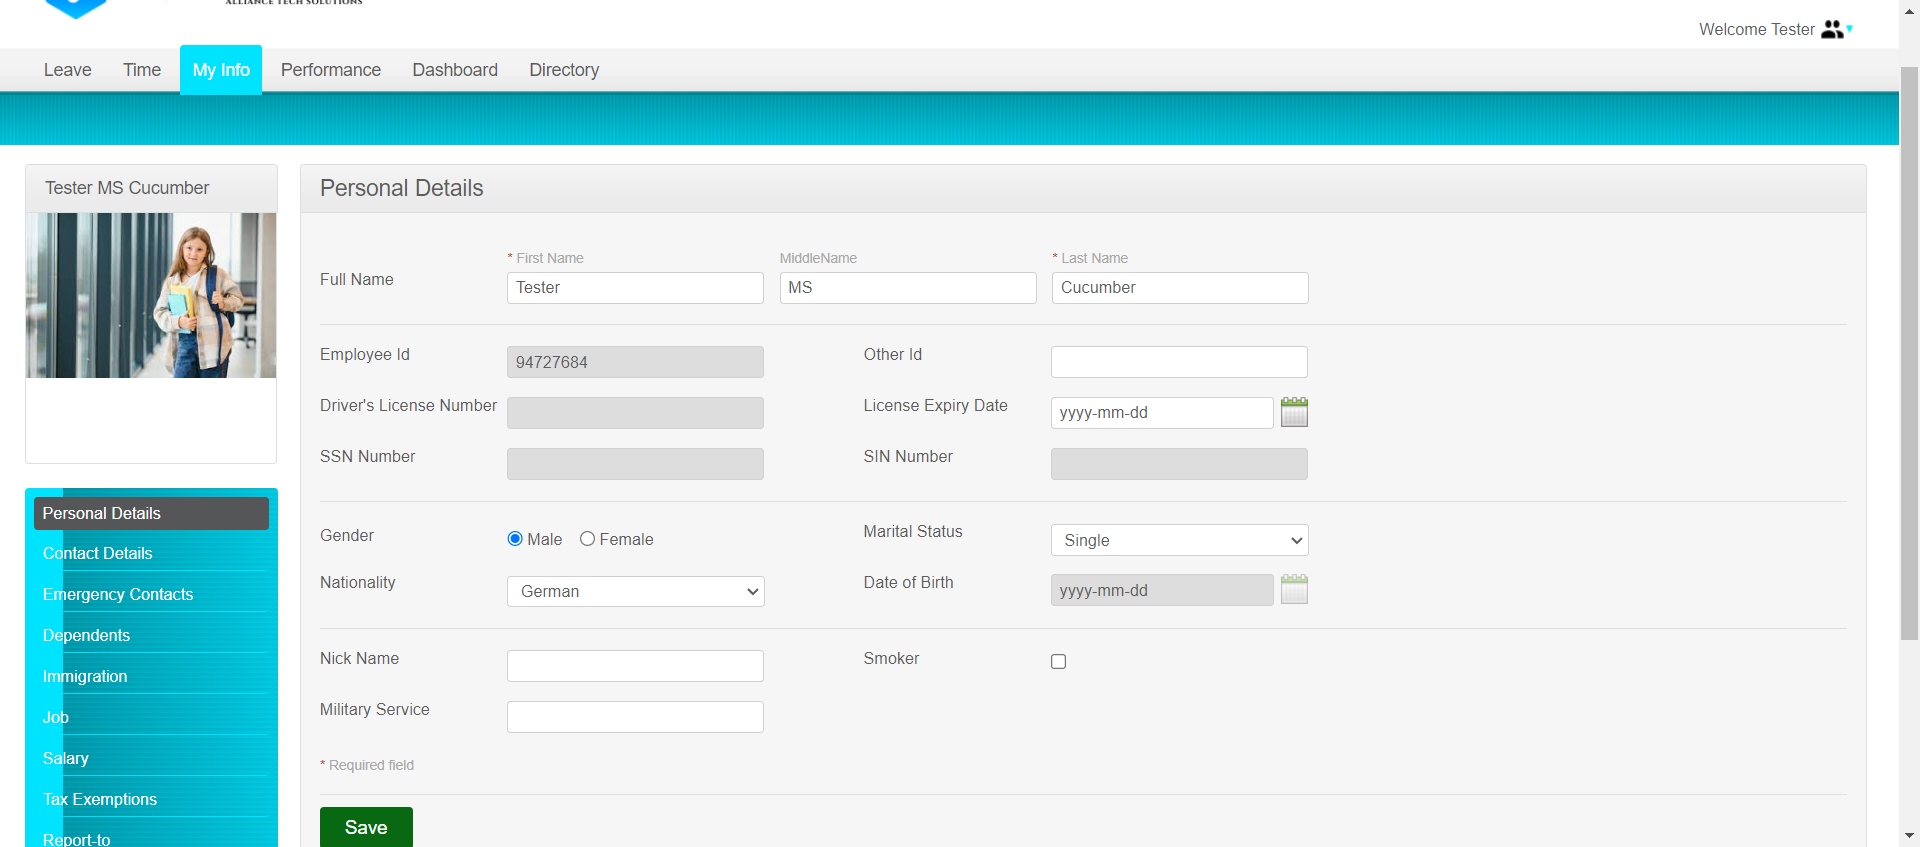 ALLIANCE TECH SOLUTIONS
Welcome Tester
Leave Time My Info Performance Dashboard Directory
Tester MS Cucumber
Personal Details
Full Name
* First Name MiddleName * Last Name
Tester MS Cucumber
Employee Id 94727684 Other Id
Driver's License Number License Expiry Date yyyy-mm-dd
SSN Number SIN Number
Gender Male Female Marital Status Single
Nationality German Date of Birth yyyy-mm-dd
Nick Name Smoker
Military Service
* Required field
Save
Personal Details
Contact Details
Emergency Contacts
Dependents
Immigration
Job
Salary
Tax Exemptions
Report-to